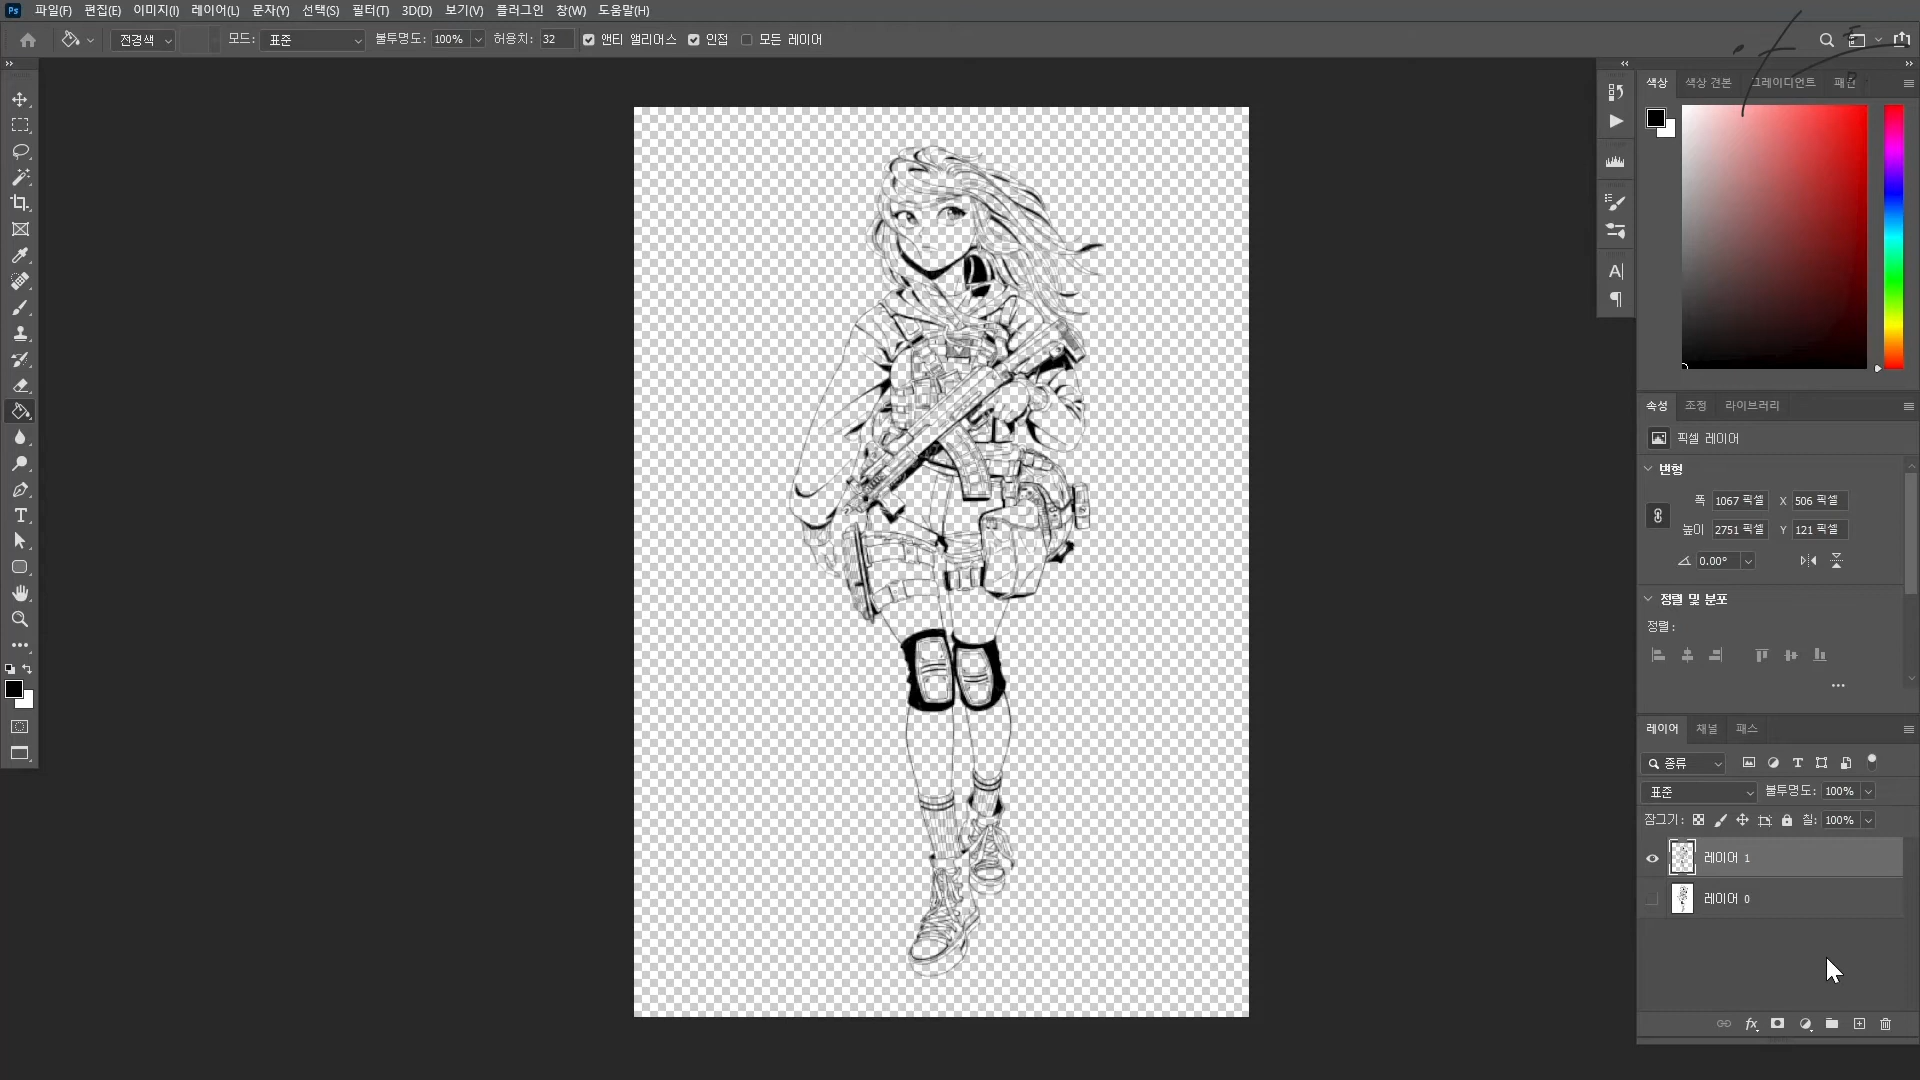 Ps 파일(F) 편집(E) 이미지(I) 레이어(L) 문자(Y) 선택(S) 필터(T) 3D(D) 보기(V) 플러그인 창(W) 도움말(H)
전경색 모드: 표준 불투명도: 100% 허용치: 32 앤티 앨리어스 인접 모든 레이어
색상 색상 견본 그레이디언트 패턴
속성 조정 라이브러리
픽셀 레이어
변형
폭 1067 픽셀 X 506 픽셀
높이 2751 픽셀 Y 121 픽셀
0.00°
정렬 및 분포
정렬:
레이어 채널 패스
종류
표준 불투명도: 100%
잠그기: 칠: 100%
레이어 1
레이어 0
fx